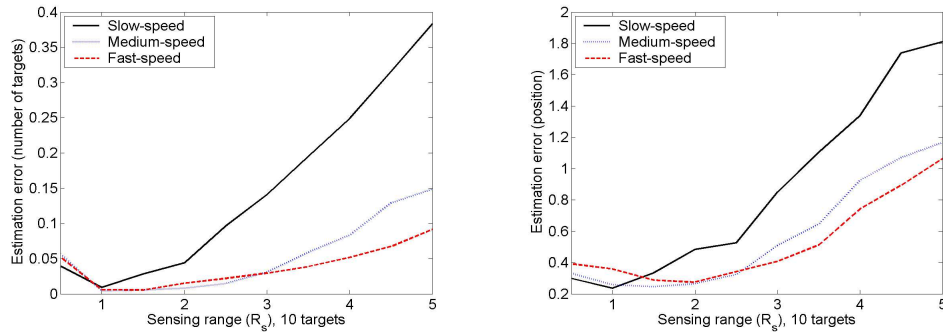 0.4
0.35
0.3
0.25
0.2
0.15
0.1
0.05
0
Estimation error (number of targets)
Slow-speed
Medium-speed
Fast-speed
1 2 3 4 5
Sensing range (Rs), 10 targets
2
1.8
1.6
1.4
1.2
1
0.8
0.6
0.4
0.2
Estimation error (position)
Slow-speed
Medium-speed
Fast-speed
1 2 3 4 5
Sensing range (Rs), 10 targets